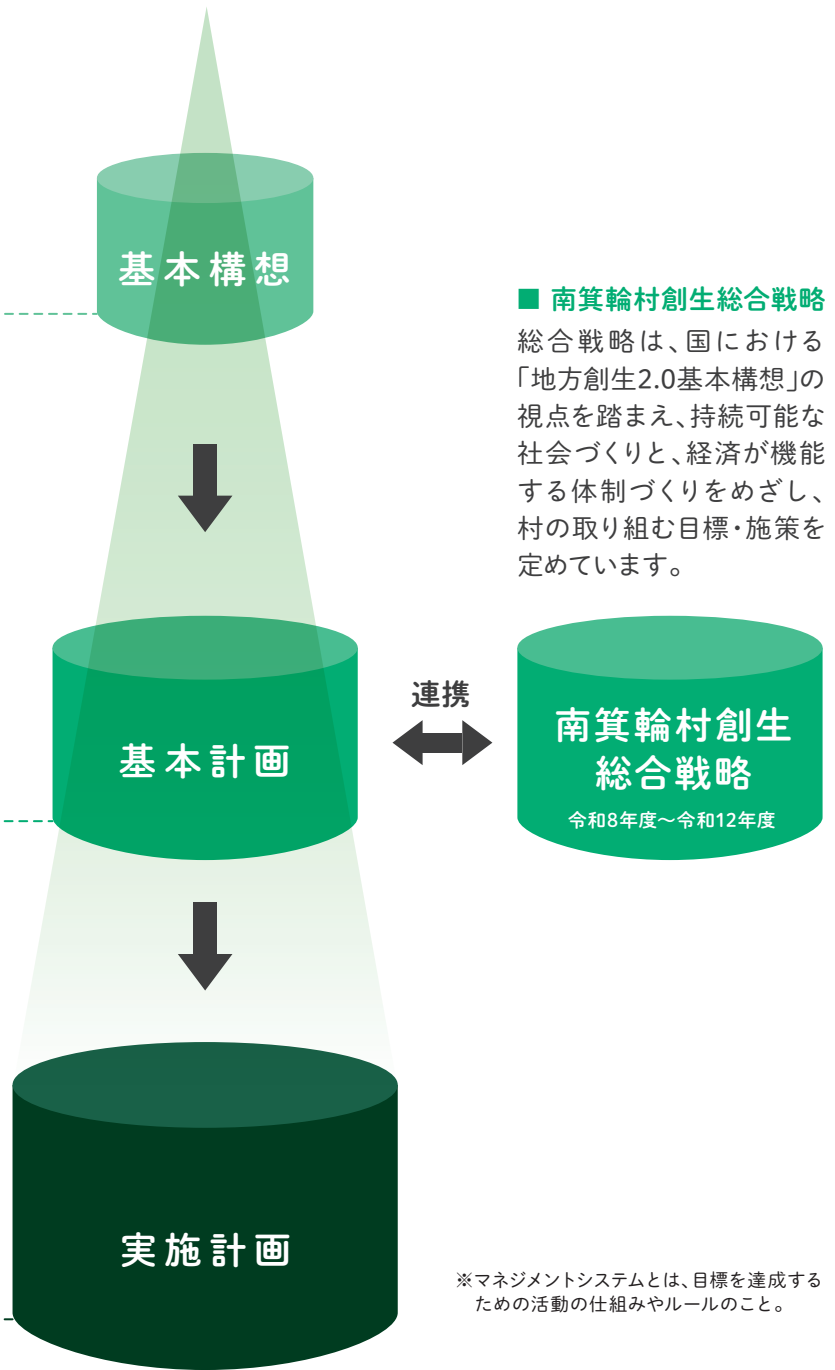 基本構想
■ 南箕輪村創生総合戦略
総合戦略は、国における
「地方創生2.0基本構想」の
視点を踏まえ、持続可能な
社会づくりと、経済が機能
する体制づくりをめざし、
村の取り組む目標・施策を
定めています。
基本計画
連携
南箕輪村創生
総合戦略
令和8年度～令和12年度
実施計画
※マネジメントシステムとは、目標を達成する
ための活動の仕組みやルールのこと。